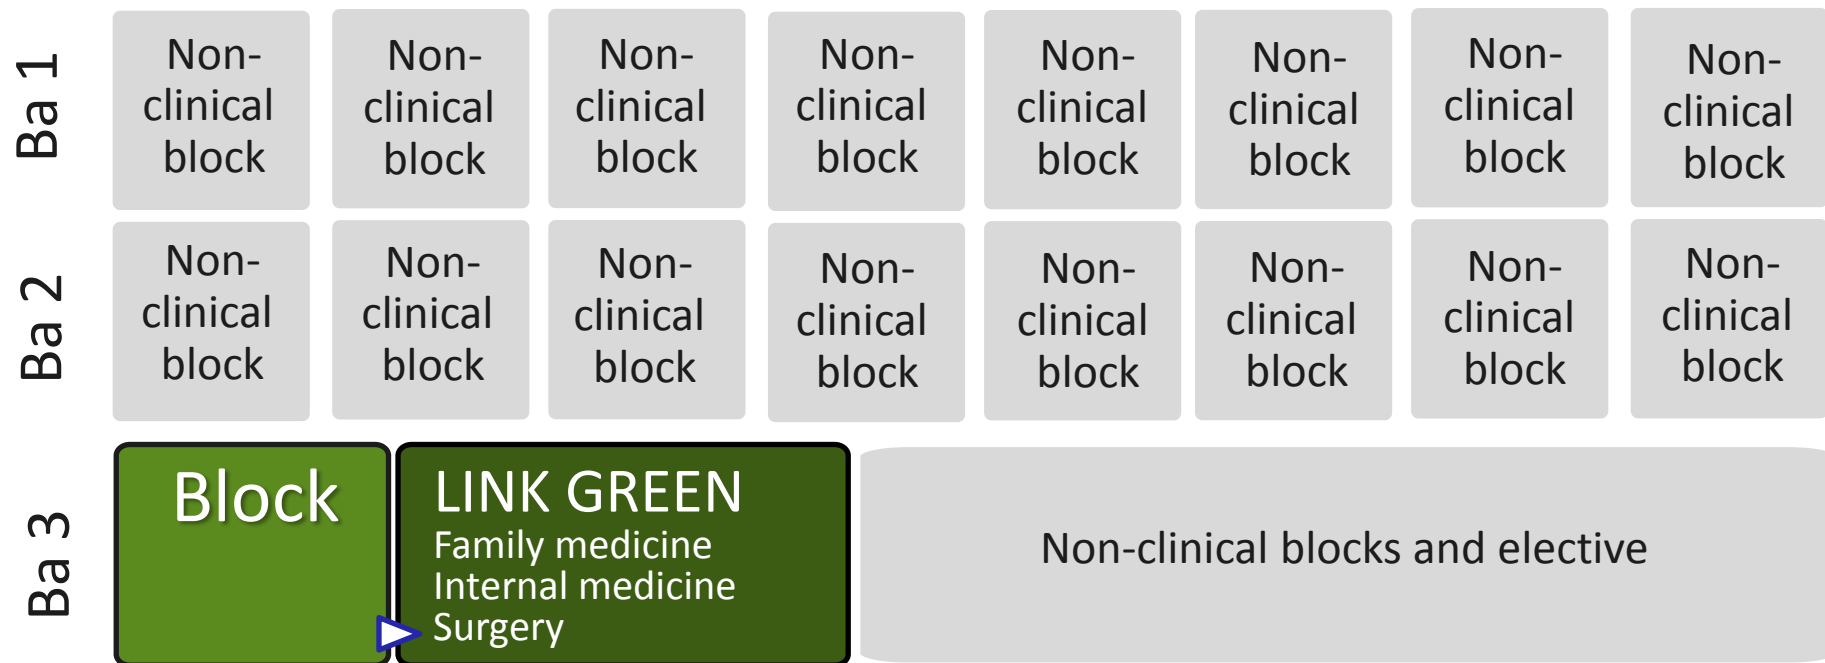 Ba 1
Non-
clinical
block
Non-
clinical
block
Non-
clinical
block
Non-
clinical
block
Non-
clinical
block
Non-
clinical
block
Non-
clinical
block
Non-
clinical
block
Ba 2
Non-
clinical
block
Non-
clinical
block
Non-
clinical
block
Non-
clinical
block
Non-
clinical
block
Non-
clinical
block
Non-
clinical
block
Non-
clinical
block
Ba 3
Block
LINK GREEN
Family medicine
Internal medicine
Surgery
Non-clinical blocks and elective